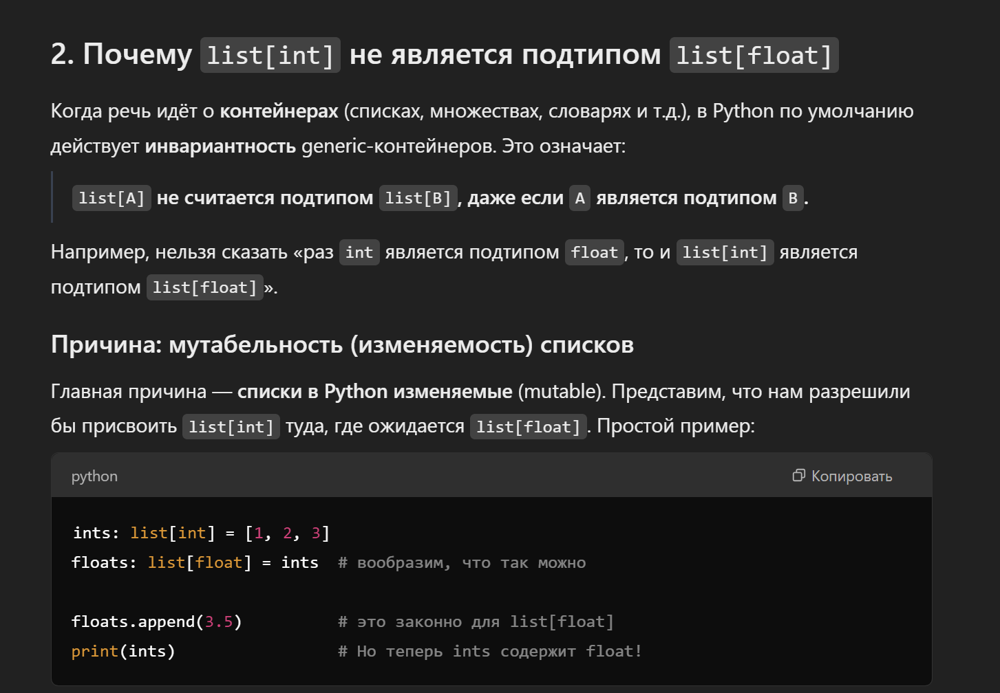 2. Почему list[int] не является подтипом list[float]
Когда речь идёт о контейнерах (списках, множествах, словарях и т.д.), в Python по умолчанию
действует инвариантность generic-контейнеров. Это означает:
list[A] не считается подтипом list[B], даже если A является подтипом B.
Например, нельзя сказать «раз int является подтипом float, то и list[int] является
подтипом list[float]».
Причина: мутабельность (изменяемость) списков
Главная причина — списки в Python изменяемые (mutable). Представим, что нам разрешили
бы присвоить list[int] туда, где ожидается list[float]. Простой пример:
python
Копировать
ints: list[int] = [1, 2, 3]
floats: list[float] = ints  # вообразим, что так можно
floats.append(3.5)          # это законно для list[float]
print(ints)                 # Но теперь ints содержит float!